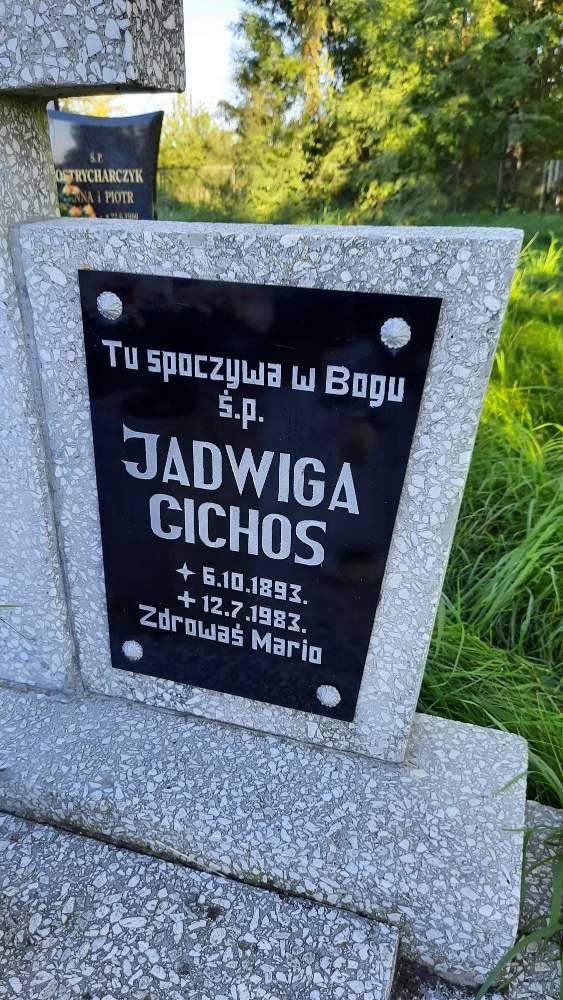 Ś.P.
OSTRYCHARCZYK
i PIOTR
Tu spoczywa w Bogu
ś.p.
JADWIGA
CICHOS
6.10.1893.
+ 12.7.1983.
Zdrowaś Mario